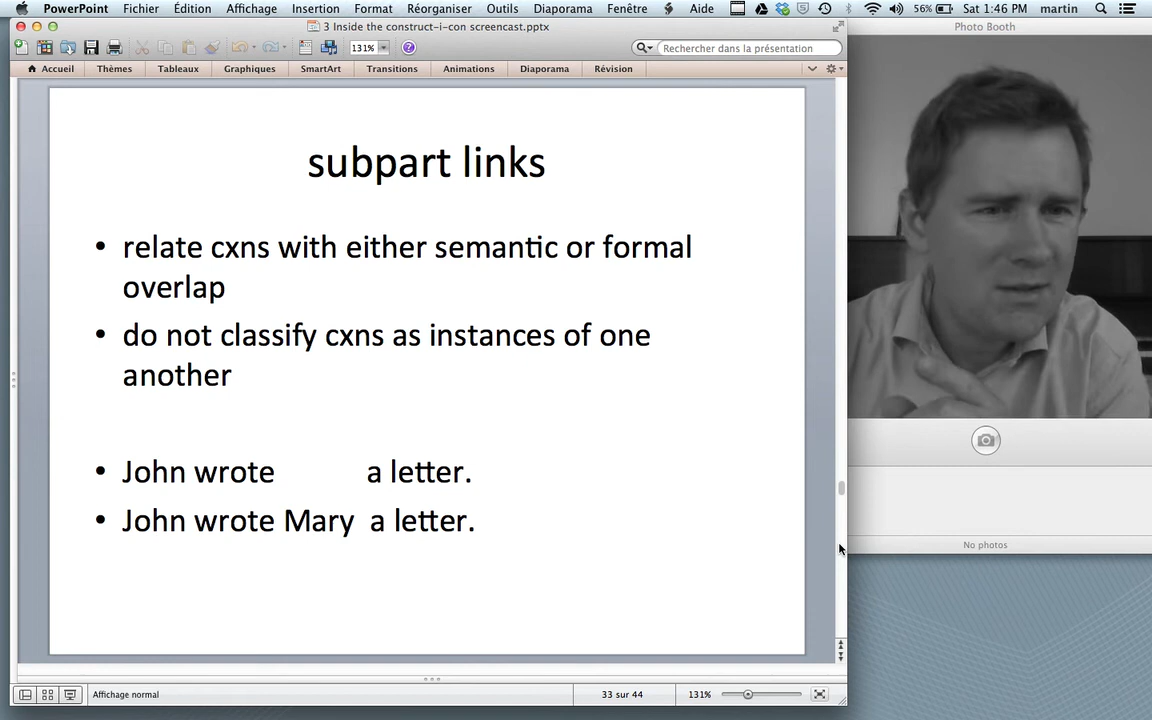 PowerPoint Fichier Édition Affichage Insertion Format Réorganiser Outils Diaporama Fenêtre Aide 56% Sat 1:46 PM martin
3 Inside the construct-i-con screencast.pptx
Photo Booth
131%
Rechercher dans la présentation
Accueil Thèmes Tableaux Graphiques SmartArt Transitions Animations Diaporama Révision
subpart links
• relate cxns with either semantic or formal
overlap
• do not classify cxns as instances of one
another
• John wrote a letter.
• John wrote Mary a letter.
No photos
Affichage normal 33 sur 44 131%